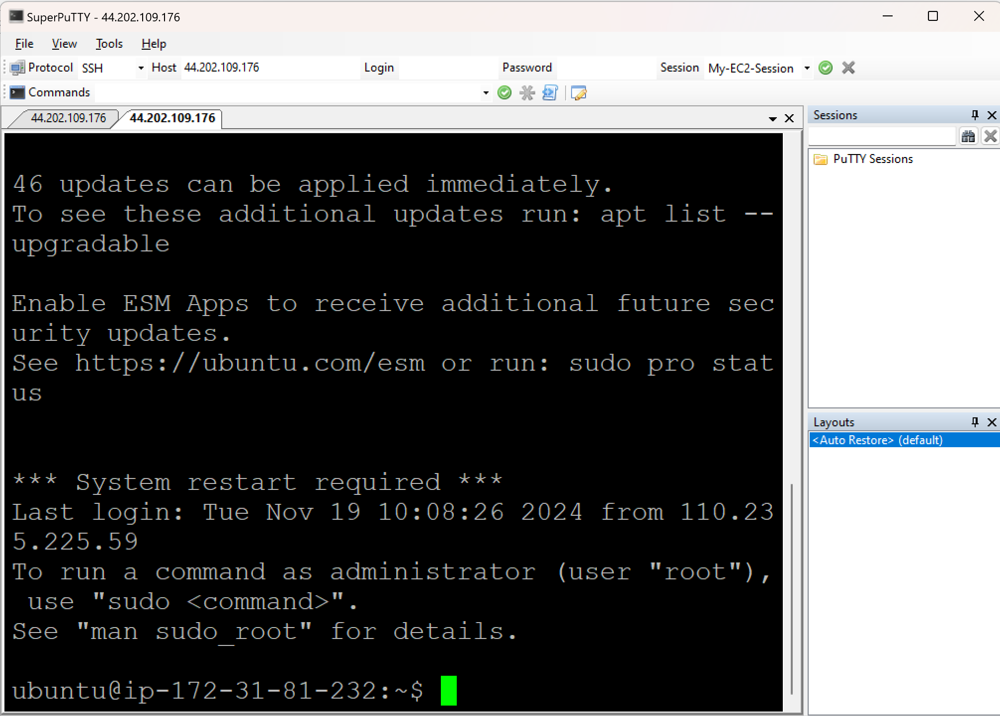 SuperPuTTY - 44.202.109.176
File View Tools Help
Protocol SSH Host 44.202.109.176 Login Password Session My-EC2-Session
Commands
44.202.109.176 44.202.109.176
Sessions
PuTTY Sessions
46 updates can be applied immediately.
To see these additional updates run: apt list --
upgradable
Enable ESM Apps to receive additional future sec
urity updates.
See https://ubuntu.com/esm or run: sudo pro stat
us
*** System restart required ***
Last login: Tue Nov 19 10:08:26 2024 from 110.23
5.225.59
To run a command as administrator (user "root"),
 use "sudo <command>".
See "man sudo_root" for details.
ubuntu@ip-172-31-81-232:~$
Layouts
<Auto Restore> (default)